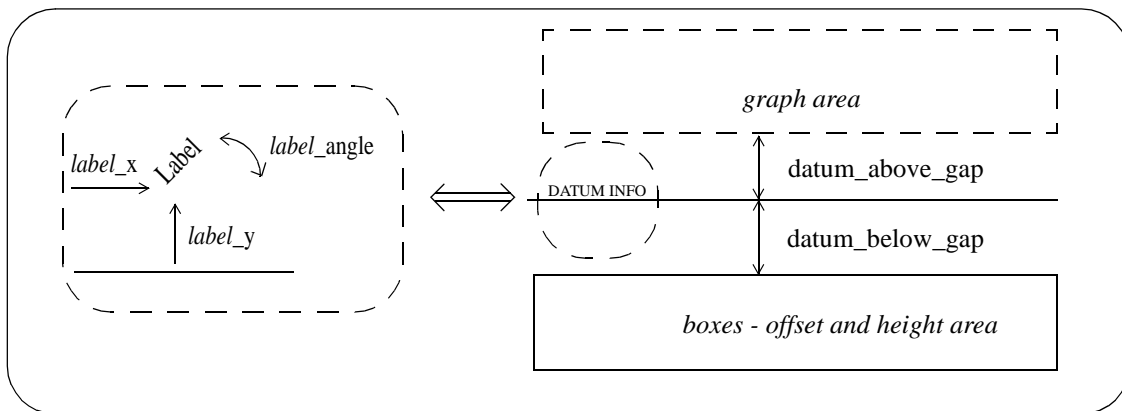 label_x
Label
label_angle
label_y
graph area
datum_above_gap
DATUM INFO
datum_below_gap
boxes - offset and height area